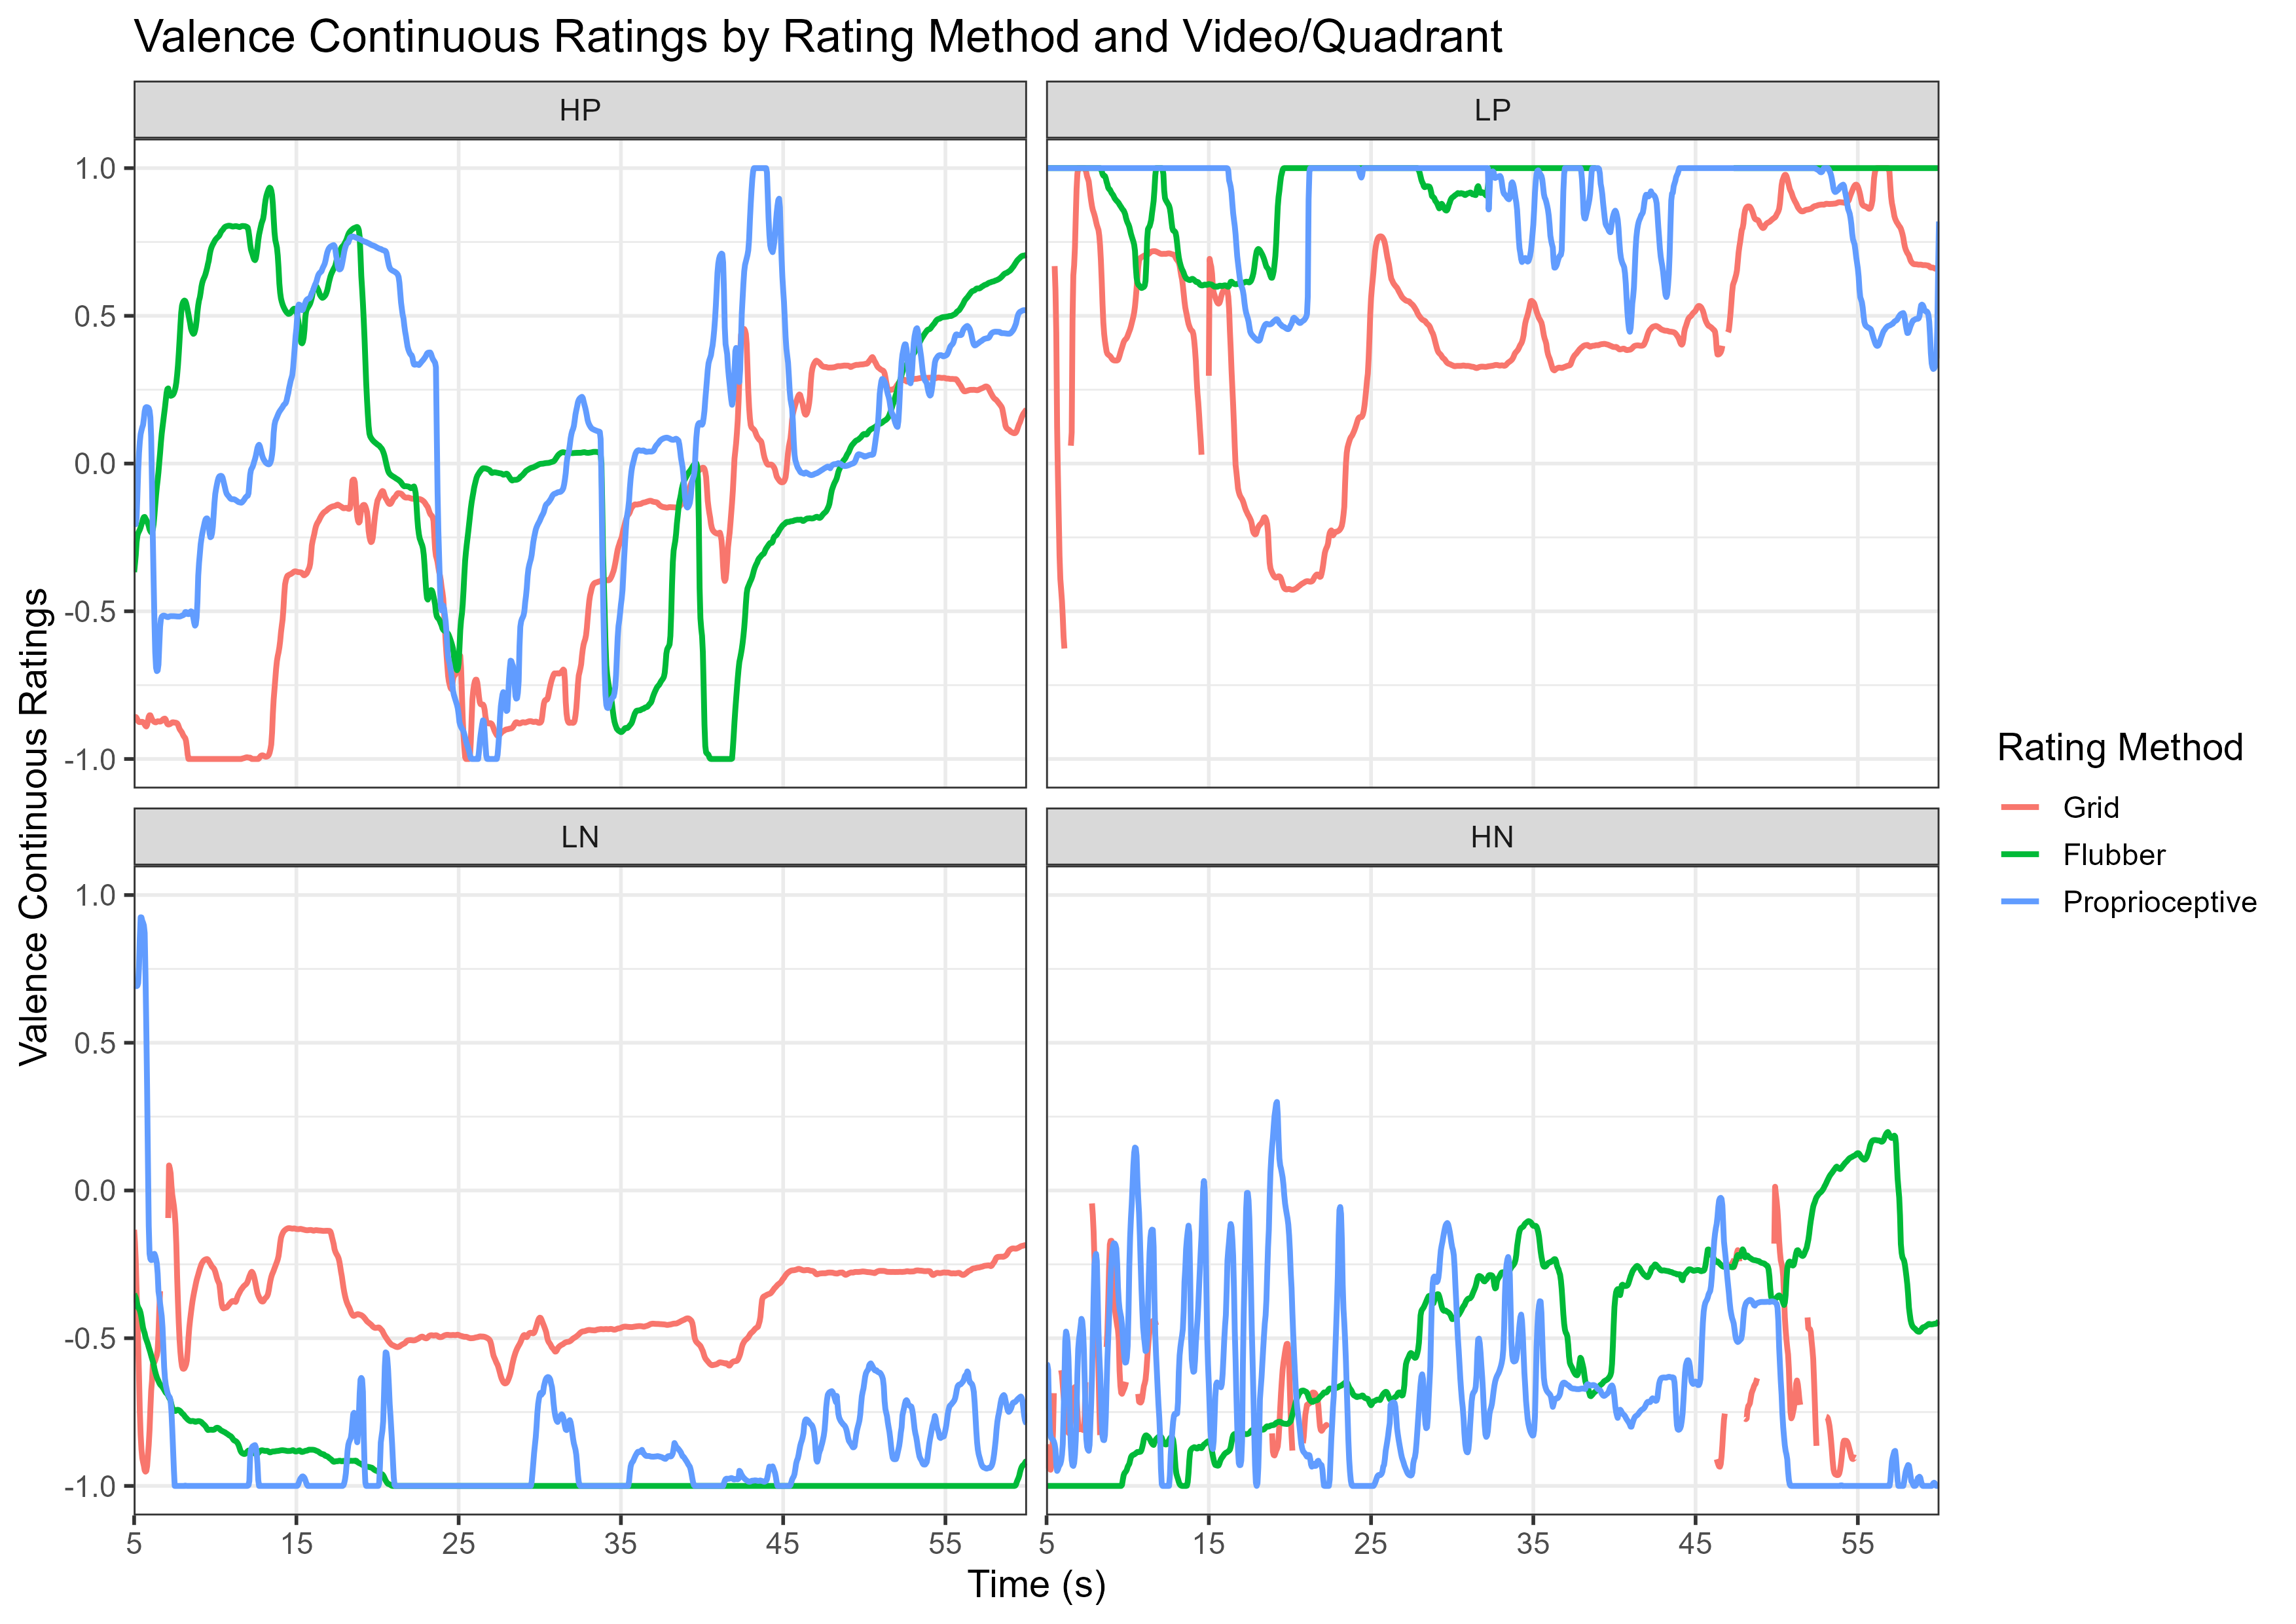 Valence Continuous Ratings by Rating Method and Video/Quadrant
HP
LP
1.0
0.5
0.0
-0.5
-1.0
LN
HN
1.0
0.5
0.0
-0.5
-1.0
5
15
25
35
45
55
5
15
25
35
45
55
Time (s)
Valence Continuous Ratings
Rating Method
Grid
Flubber
Proprioceptive